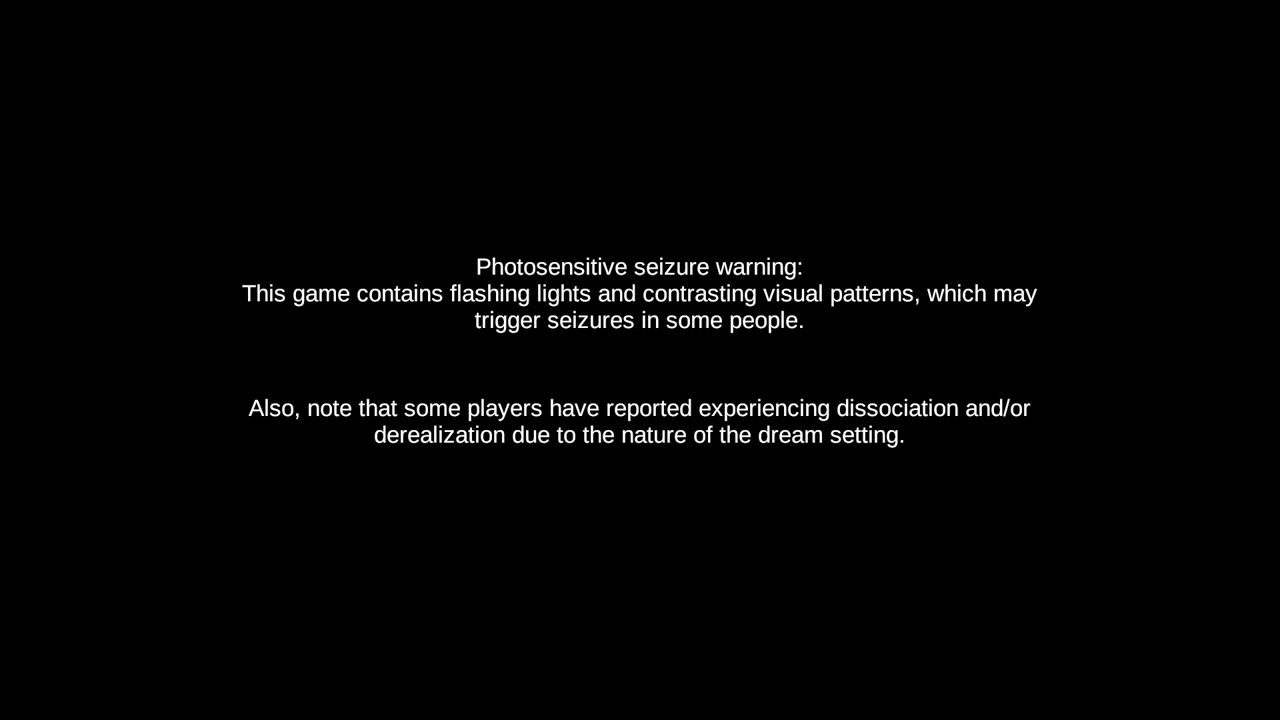 Photosensitive seizure warning:
This game contains flashing lights and contrasting visual patterns, which may
trigger seizures in some people.
Also, note that some players have reported experiencing dissociation and/or
derealization due to the nature of the dream setting.